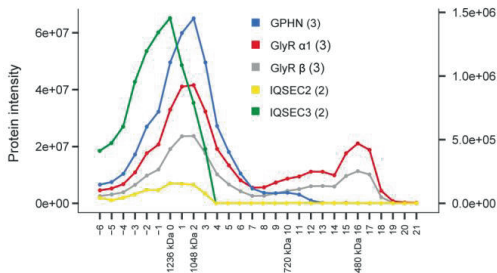 Protein intensity
6e+07
4e+07
2e+07
0e+00
1.5e+06
1.0e+06
5.0e+05
0.0e+00
GPHN (3)
GlyR α1 (3)
GlyR β (3)
IQSEC2 (2)
IQSEC3 (2)
−6
−5
−4
−3
−2
−1
1236 kDa 0
1
1048 kDa 2
3
4
5
6
7
8
9
720 kDa 10
11
12
13
14
15
480 kDa 16
17
18
19
20
21